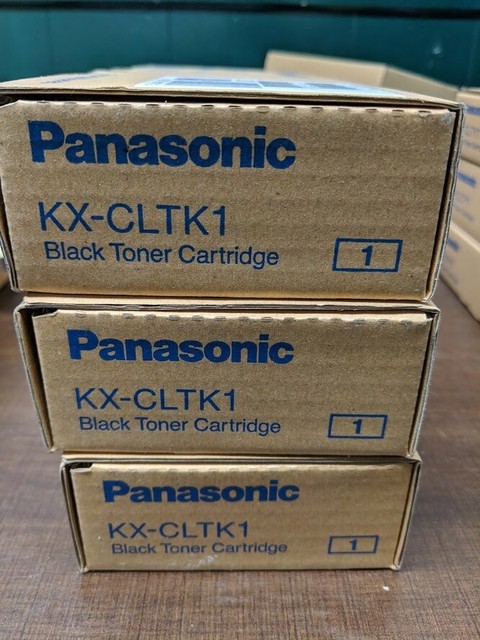 Panasonic
KX-CLTK1
Black Toner Cartridge
1
Panasonic
KX-CLTK1
Black Toner Cartridge
1
Panasonic
KX-CLTK1
Black Toner Cartridge
1